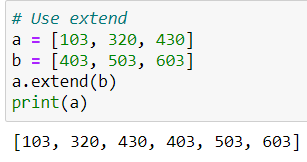 # Use extend
a = [103, 320, 430]
b = [403, 503, 603]
a.extend(b)
print(a)
[103, 320, 430, 403, 503, 603]